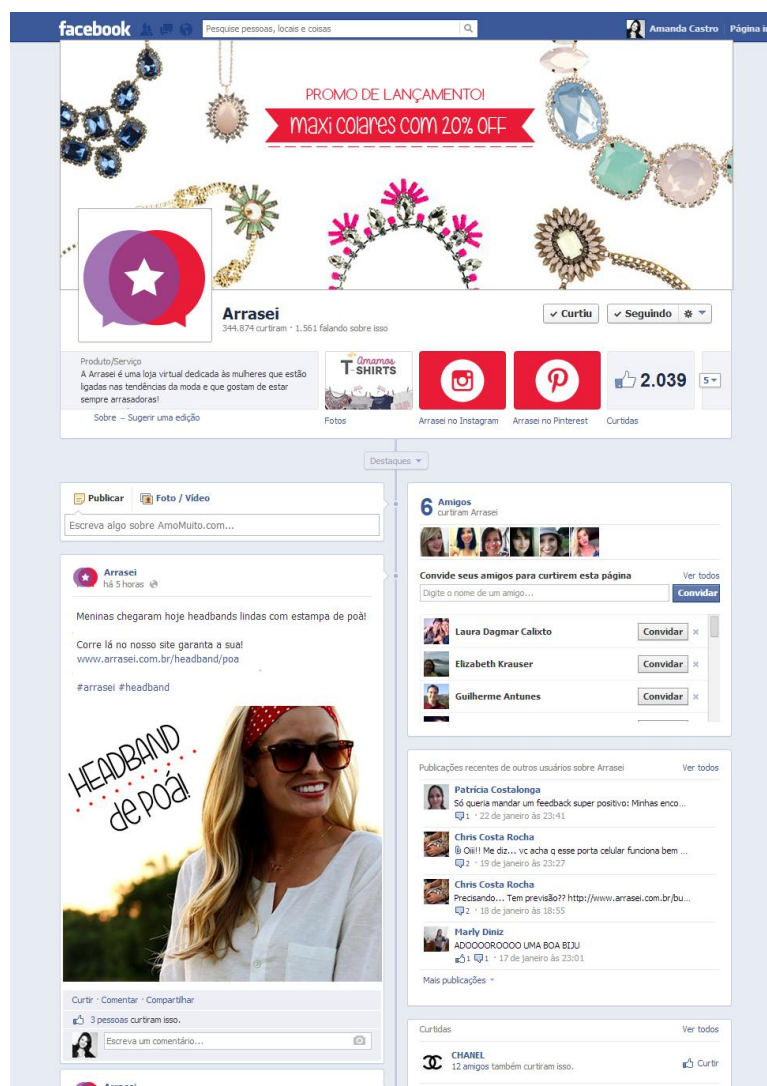 facebook
Pesquise pessoas, locais e coisas
Amanda Castro
Página in
PROMO DE LANÇAMENTO!
maxi colares com 20% OFF
Arrasei
344.874 curtiram · 1.561 falando sobre isso
✓ Curtiu
✓ Seguindo
Produto/Serviço
A Arrasei é uma loja virtual dedicada às mulheres que estão
ligadas nas tendências da moda e que gostam de estar
sempre arrasadoras!
Sobre – Sugerir uma edição
Amamos
T-SHIRTS
2.039
5
Fotos
Arrasei no Instagram
Arrasei no Pinterest
Curtidas
Destaques
Publicar
Foto / Vídeo
Escreva algo sobre AmoMuito.com...
Arrasei
há 5 horas
Meninas chegaram hoje headbands lindas com estampa de poà!
Corre lá no nosso site garanta a sua!
www.arrasei.com.br/headband/poa
#arrasei #headband
HEADBAND
de POÁ!
Curtir · Comentar · Compartilhar
3 pessoas curtiram isso.
Escreva um comentário...
Arrasei
6 Amigos
curtiram Arrasei
Convide seus amigos para curtirem esta página
Ver todos
Digite o nome de um amigo...
Convidar
Laura Dagmar Calixto
Convidar ×
Elizabeth Krauser
Convidar ×
Guilherme Antunes
Convidar ×
Publicações recentes de outros usuários sobre Arrasei
Ver todos
Patrícia Costalonga
Só queria mandar um feedback super positivo: Minhas enco...
1 · 22 de janeiro às 23:41
Chris Costa Rocha
Oiii!! Me diz... vc acha q esse porta celular funciona bem ...
2 · 19 de janeiro às 23:27
Chris Costa Rocha
Precisando... Tem previsão?? http://www.arrasei.com.br/bu...
2 · 18 de janeiro às 18:55
Marly Diniz
ADOOOOROOOO UMA BOA BIJU
1 1 · 17 de janeiro às 23:01
Mais publicações
Curtidas
Ver todos
CHANEL
12 amigos também curtiram isso.
Curtir